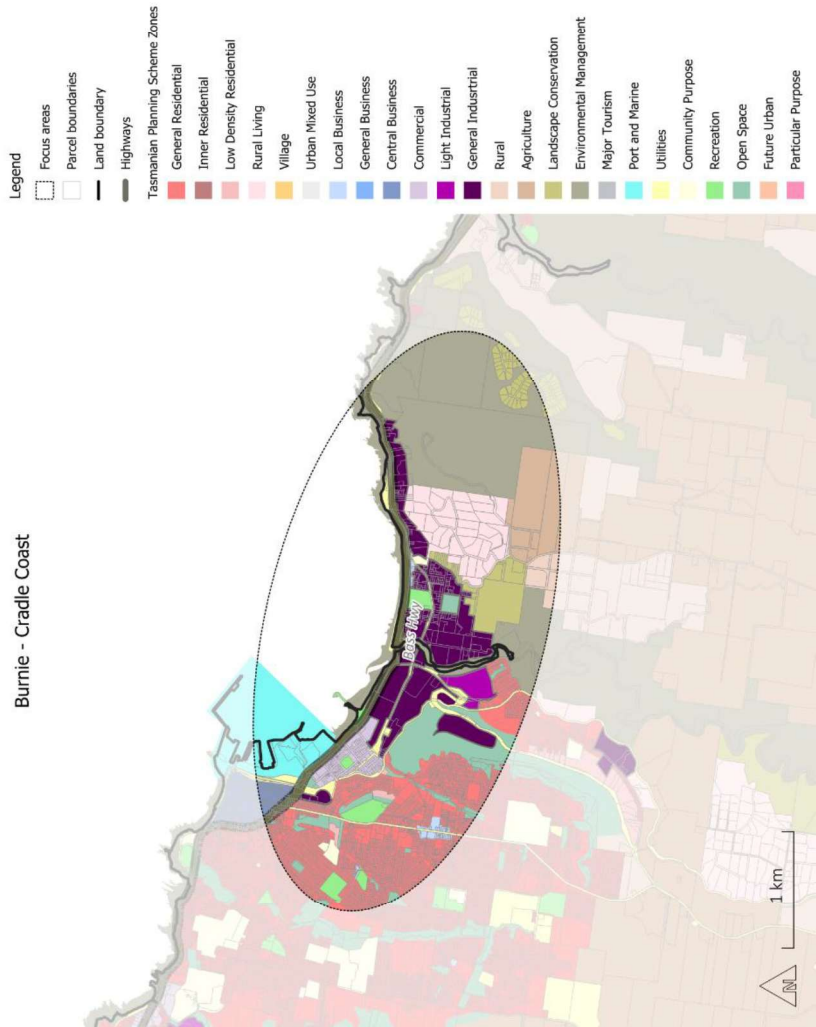 Burnie - Cradle Coast
Bass Hwy
1 km
N
Legend
Focus areas
Parcel boundaries
Land boundary
Highways
Tasmanian Planning Scheme Zones
General Residential
Inner Residential
Low Density Residential
Rural Living
Village
Urban Mixed Use
Local Business
General Business
Central Business
Commercial
Light Industrial
General Indusrtrial
Rural
Agriculture
Landscape Conservation
Environmental Management
Major Tourism
Port and Marine
Utilities
Community Purpose
Recreation
Open Space
Future Urban
Particular Purpose